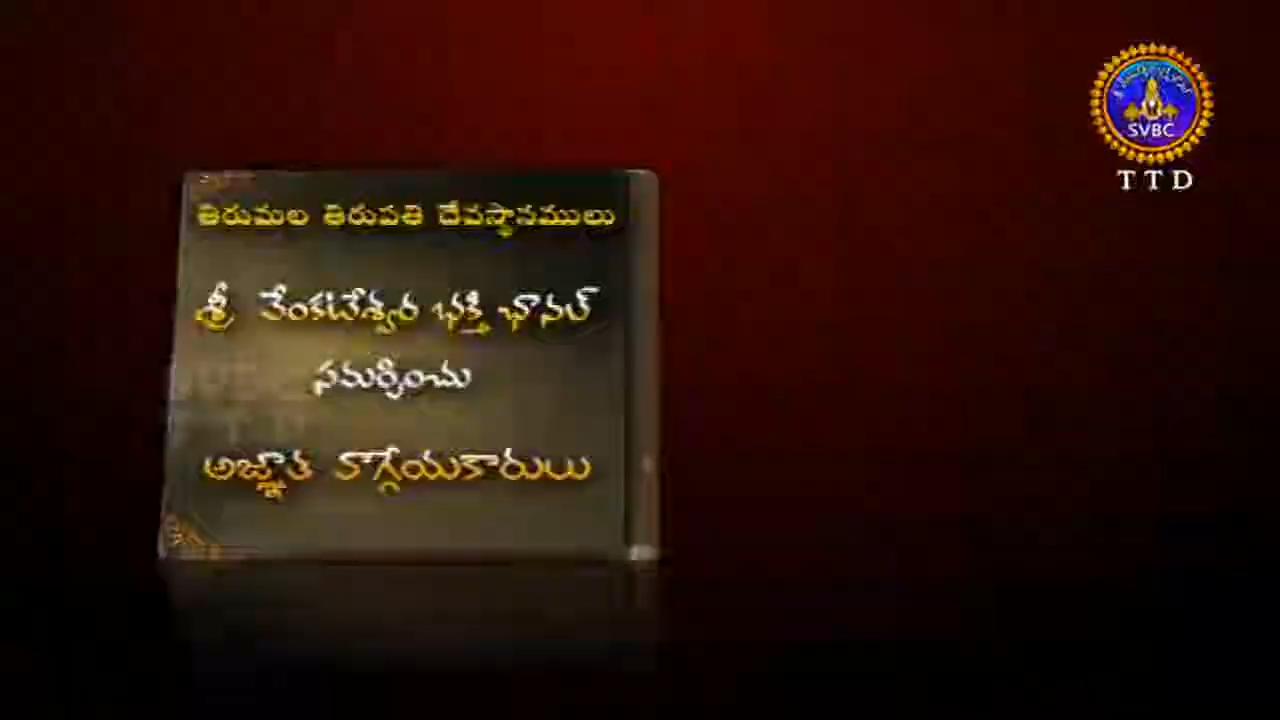 తిరుమల తిరుపతి దేవస్థానములు
శ్రీ వేంకటేశ్వర భక్తి ఛానల్
సమర్పించు
అజ్ఞాత వాగ్గేయకారులు
SVBC
TTD